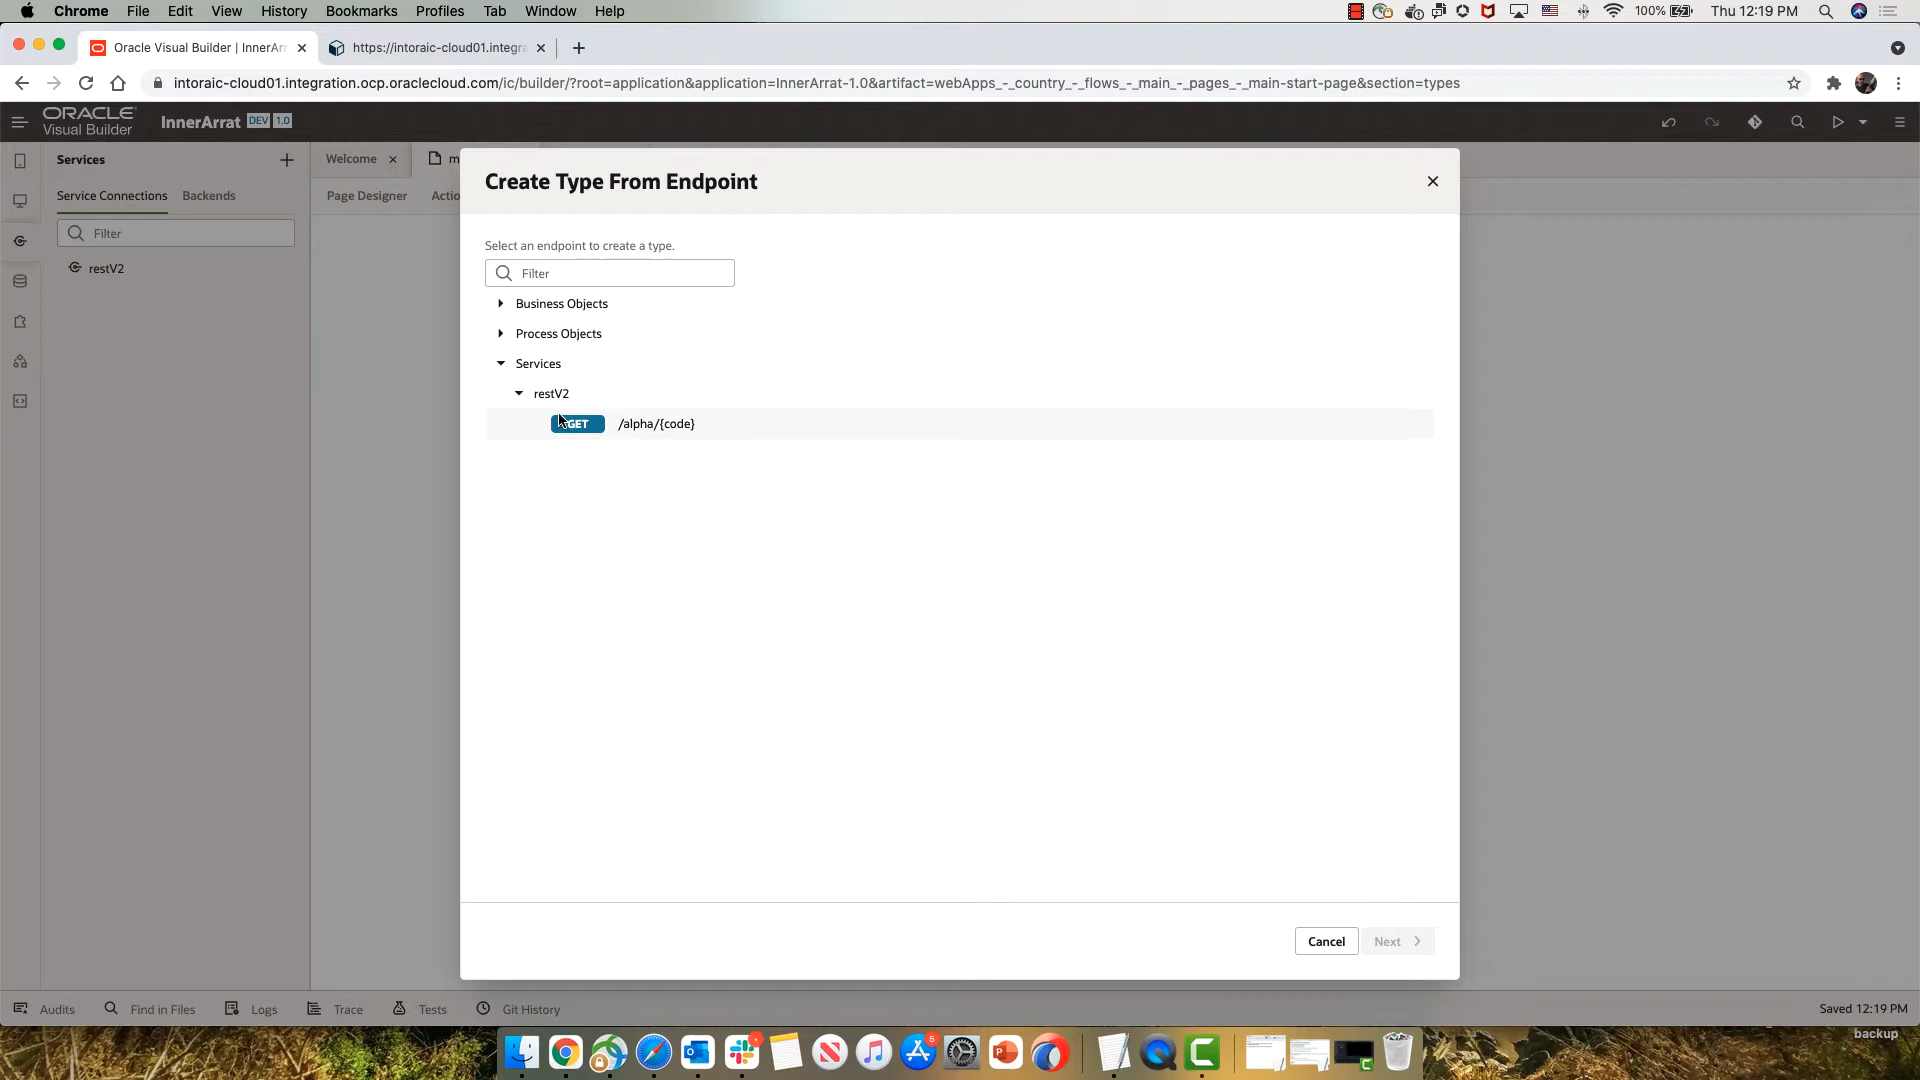 Chrome File Edit View History Bookmarks Profiles Tab Window Help 100% Thu 12:19 PM
Oracle Visual Builder | InnerArr https://intoraic-cloud01.integra
intoraic-cloud01.integration.ocp.oraclecloud.com/ic/builder/?root=application&application=InnerArrat-1.0&artifact=webApps_-_country_-_flows_-_main_-_pages_-_main-start-page&section=types
ORACLE
Visual Builder
InnerArrat DEV 1.0
Services
Welcome
m
Service Connections Backends
Page Designer Actio
Filter
restV2
Create Type From Endpoint
Select an endpoint to create a type.
Filter
Business Objects
Process Objects
Services
restV2
GET /alpha/{code}
Cancel Next
Audits Find in Files Logs Trace Tests Git History Saved 12:19 PM
5
backup